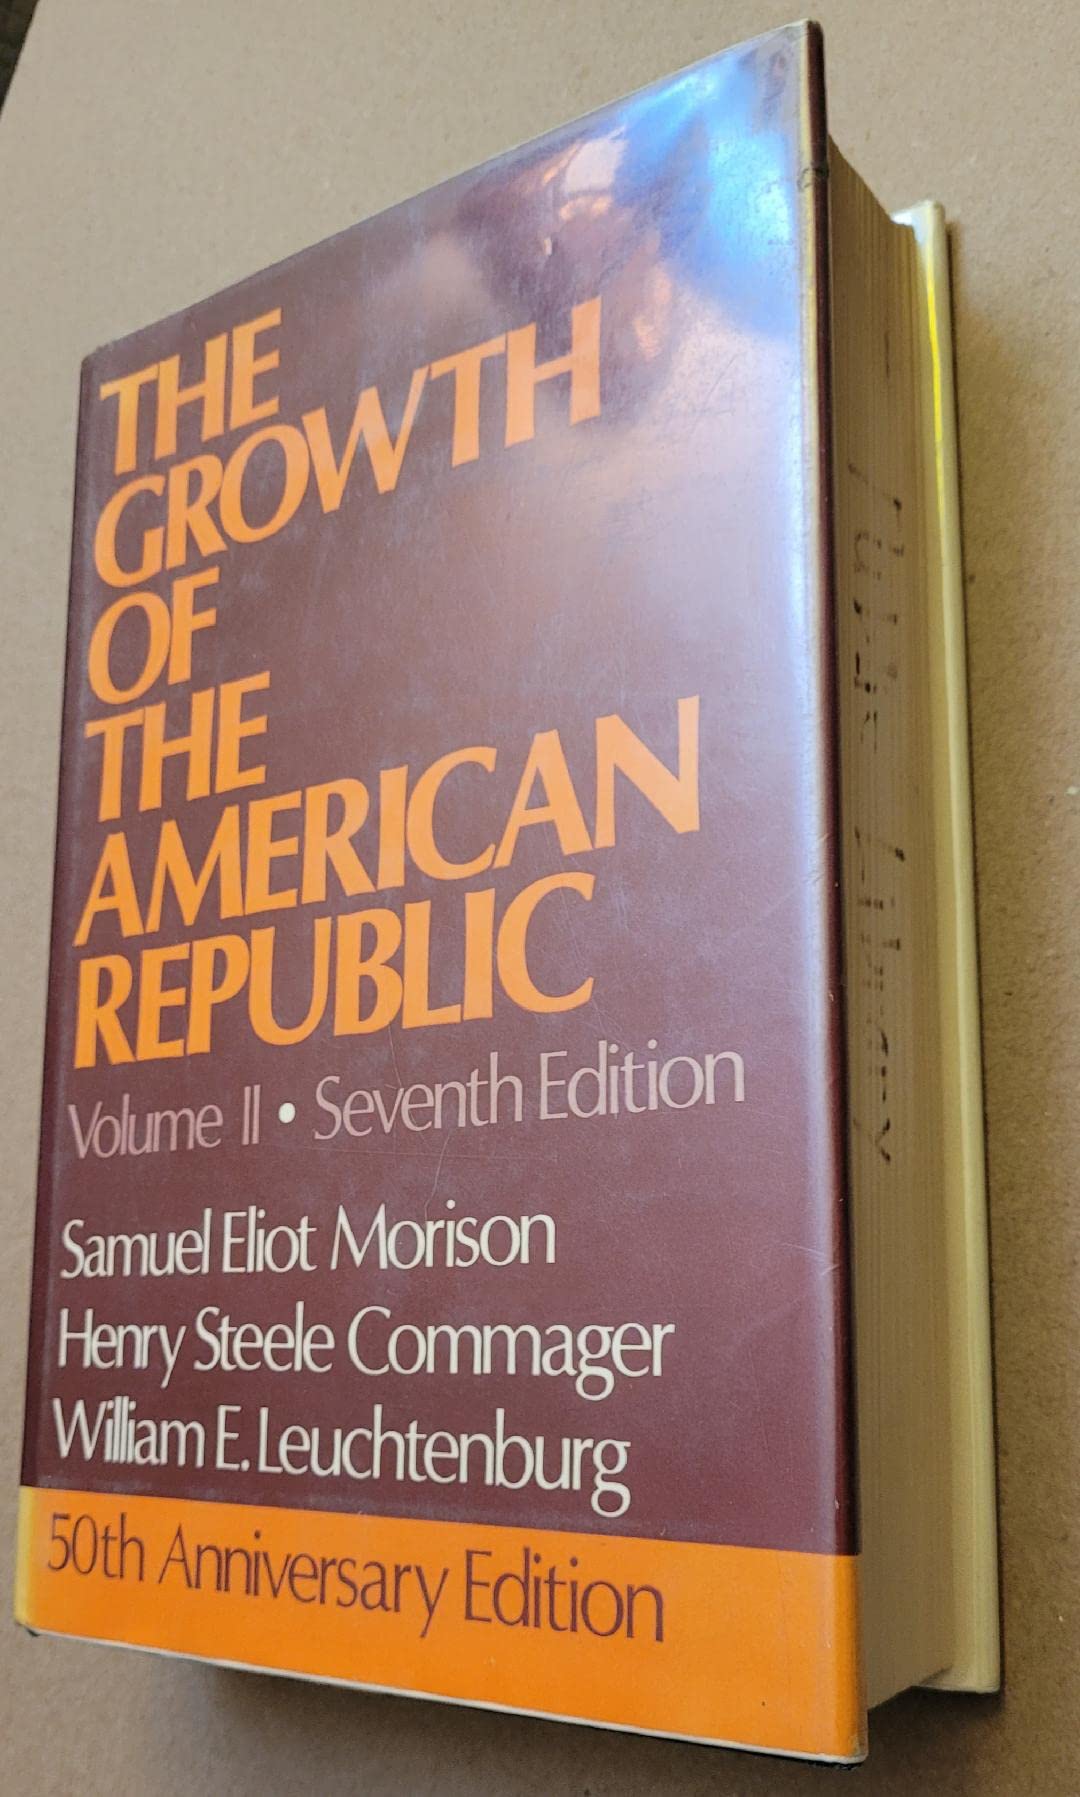 THE
GROWTH
OF
THE
AMERICAN
REPUBLIC
Volume II • Seventh Edition
Samuel Eliot Morison
Henry Steele Commager
William E. Leuchtenburg
50th Anniversary Edition